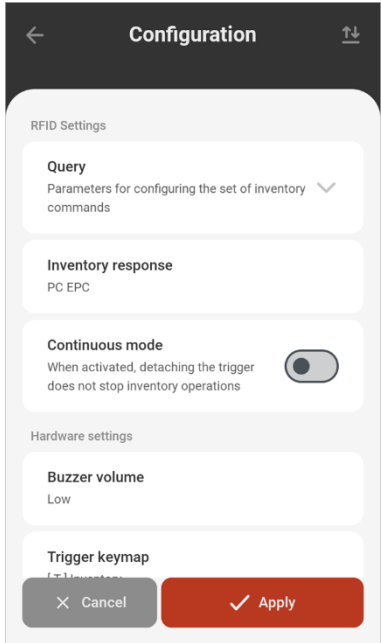 Configuration
RFID Settings
Query
Parameters for configuring the set of inventory
commands
Inventory response
PC EPC
Continuous mode
When activated, detaching the trigger
does not stop inventory operations
Hardware settings
Buzzer volume
Low
Trigger keymap
[ T ] Inventory
Cancel
Apply